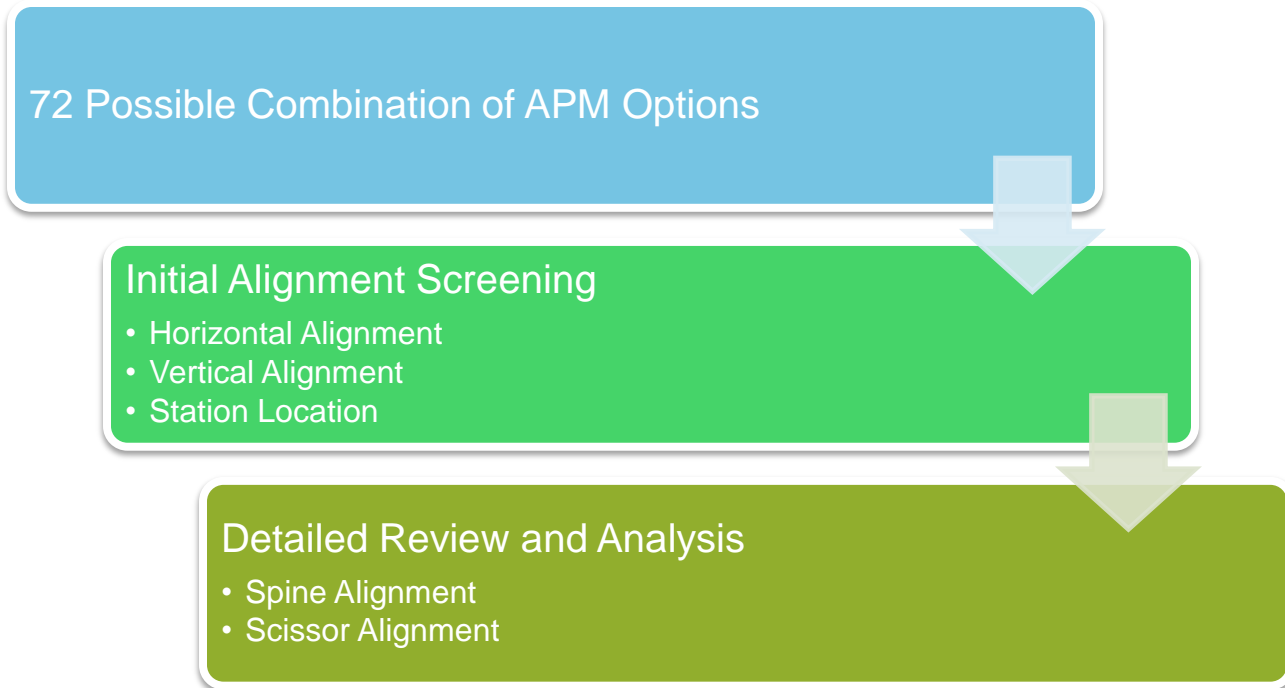 72 Possible Combination of APM Options
Initial Alignment Screening
• Horizontal Alignment
• Vertical Alignment
• Station Location
Detailed Review and Analysis
• Spine Alignment
• Scissor Alignment